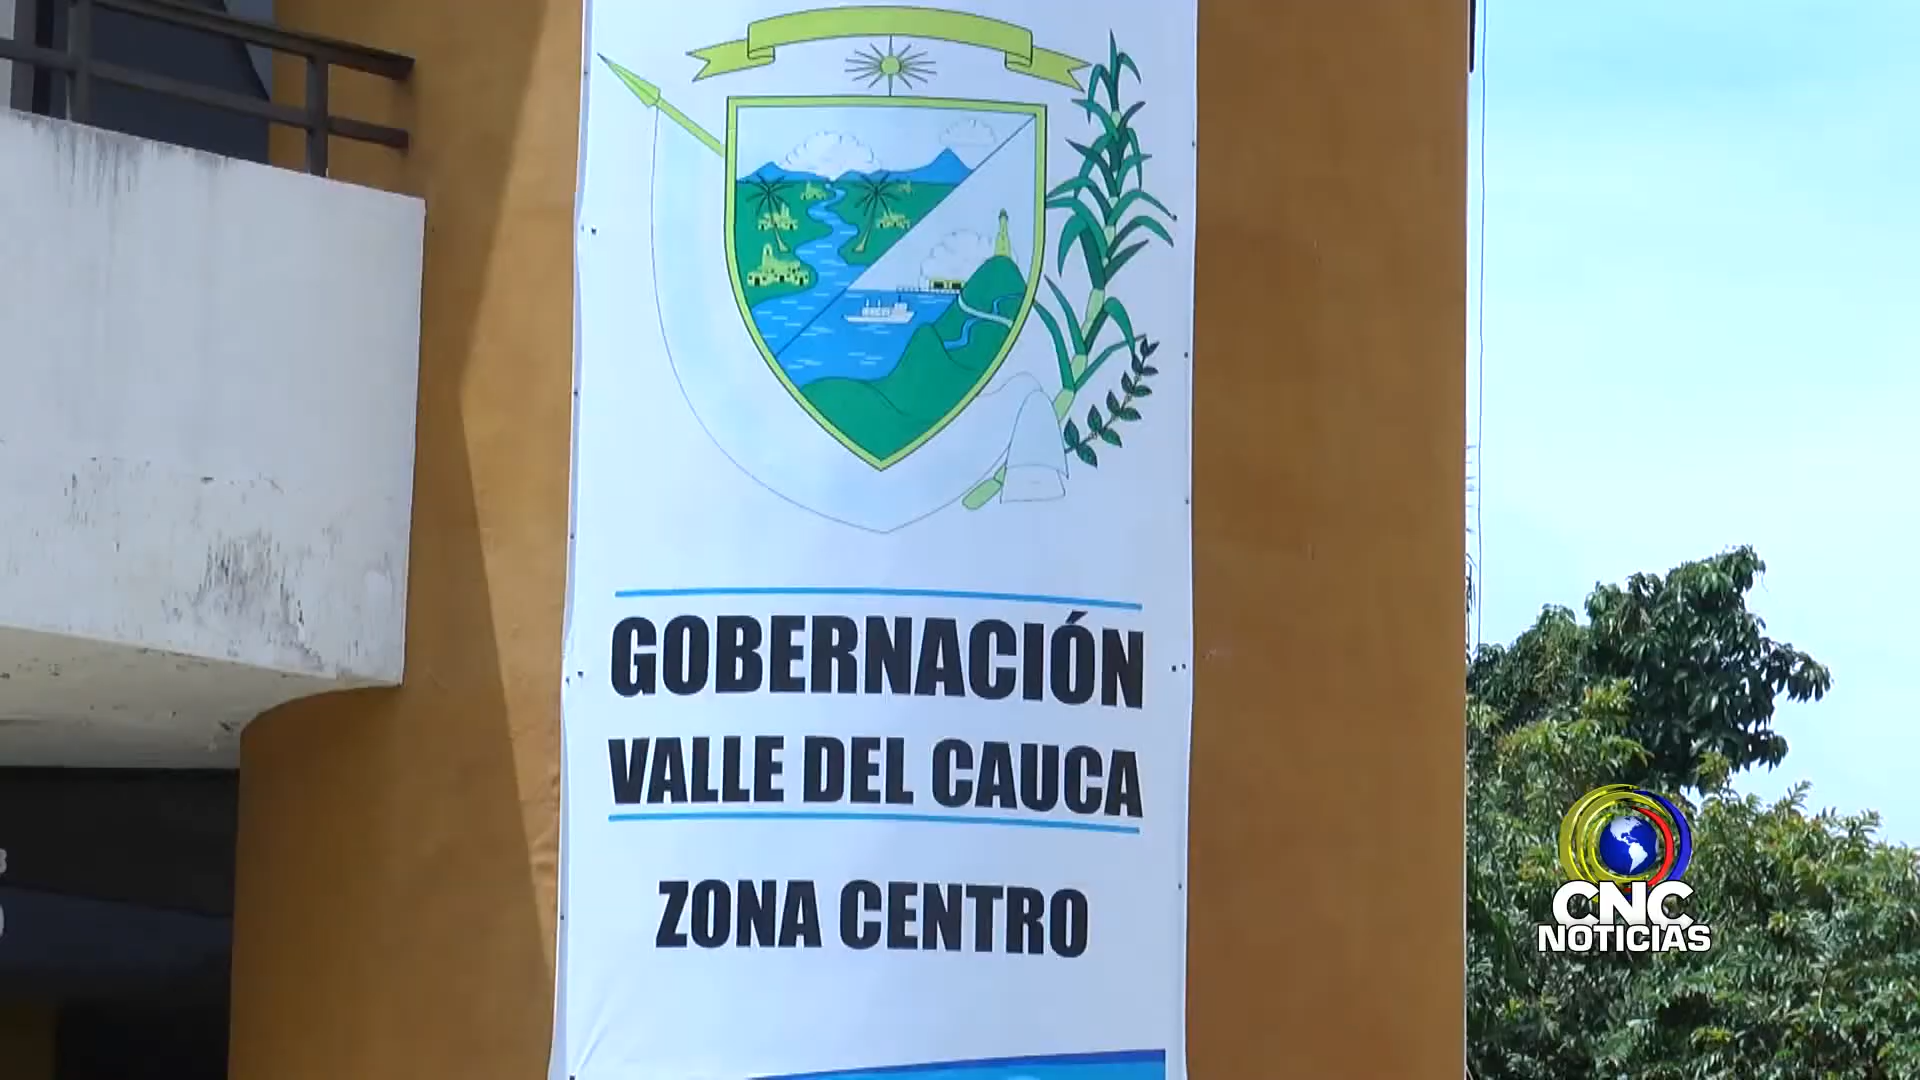 GOBERNACIÓN
VALLE DEL CAUCA
ZONA CENTRO
CNC
NOTICIAS